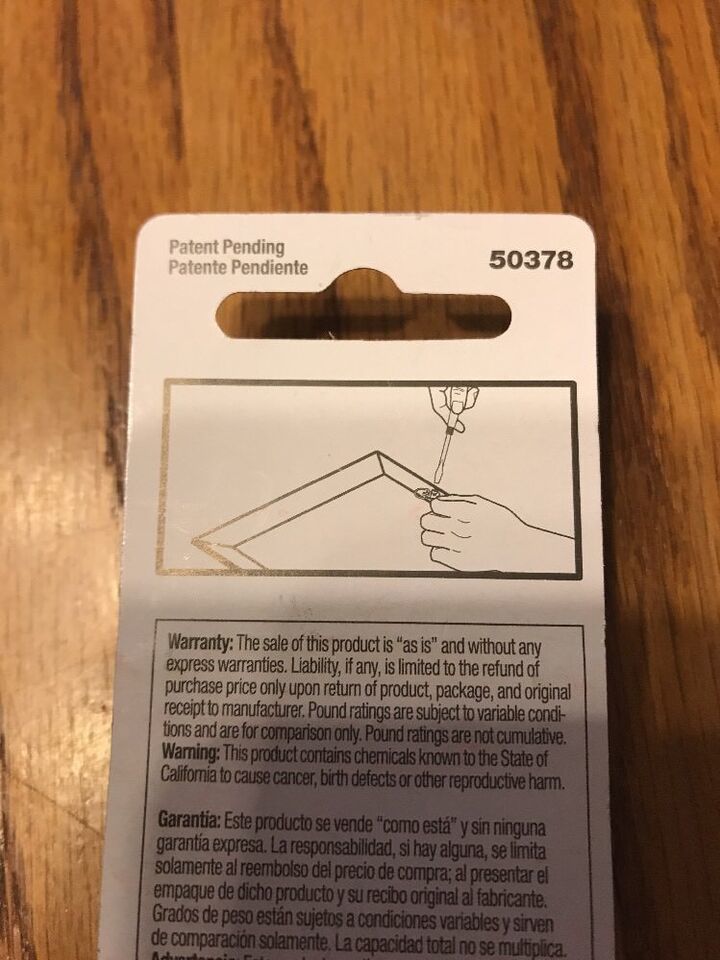 Patent Pending
Patente Pendiente
50378
Warranty: The sale of this product is “as is” and without any
express warranties. Liability, if any, is limited to the refund of
purchase price only upon return of product, package, and original
receipt to manufacturer. Pound ratings are subject to variable condi-
tions and are for comparison only. Pound ratings are not cumulative.
Warning: This product contains chemicals known to the State of
California to cause cancer, birth defects or other reproductive harm.
Garantía: Este producto se vende “como está” y sin ninguna
garantía expresa. La responsabilidad, si hay alguna, se limita
solamente al reembolso del precio de compra; al presentar el
empaque de dicho producto y su recibo original al fabricante.
Grados de peso están sujetos a condiciones variables y sirven
de comparación solamente. La capacidad total no se multiplica.